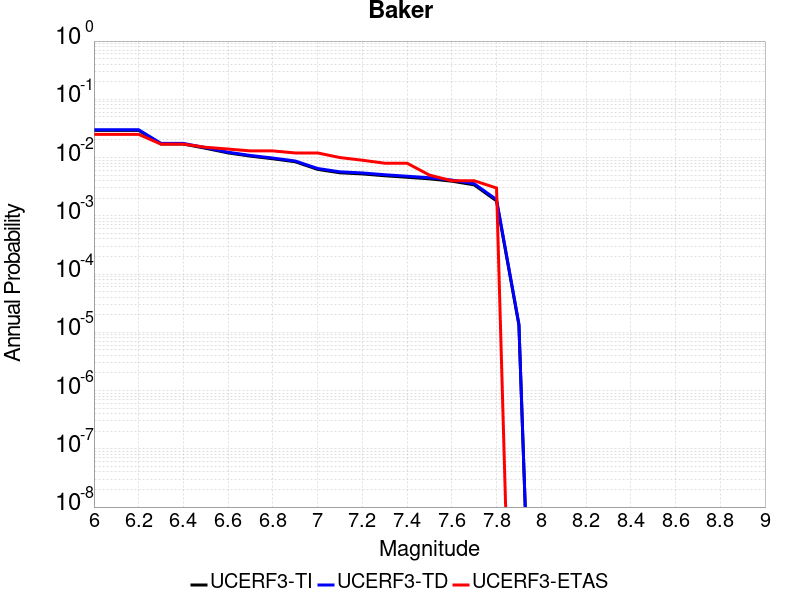 Baker
10^0
10^-1
10^-2
10^-3
10^-4
10^-5
10^-6
10^-7
10^-8
Annual Probability
6 6.2 6.4 6.6 6.8 7 7.2 7.4 7.6 7.8 8 8.2 8.4 8.6 8.8 9
Magnitude
UCERF3-TI UCERF3-TD UCERF3-ETAS